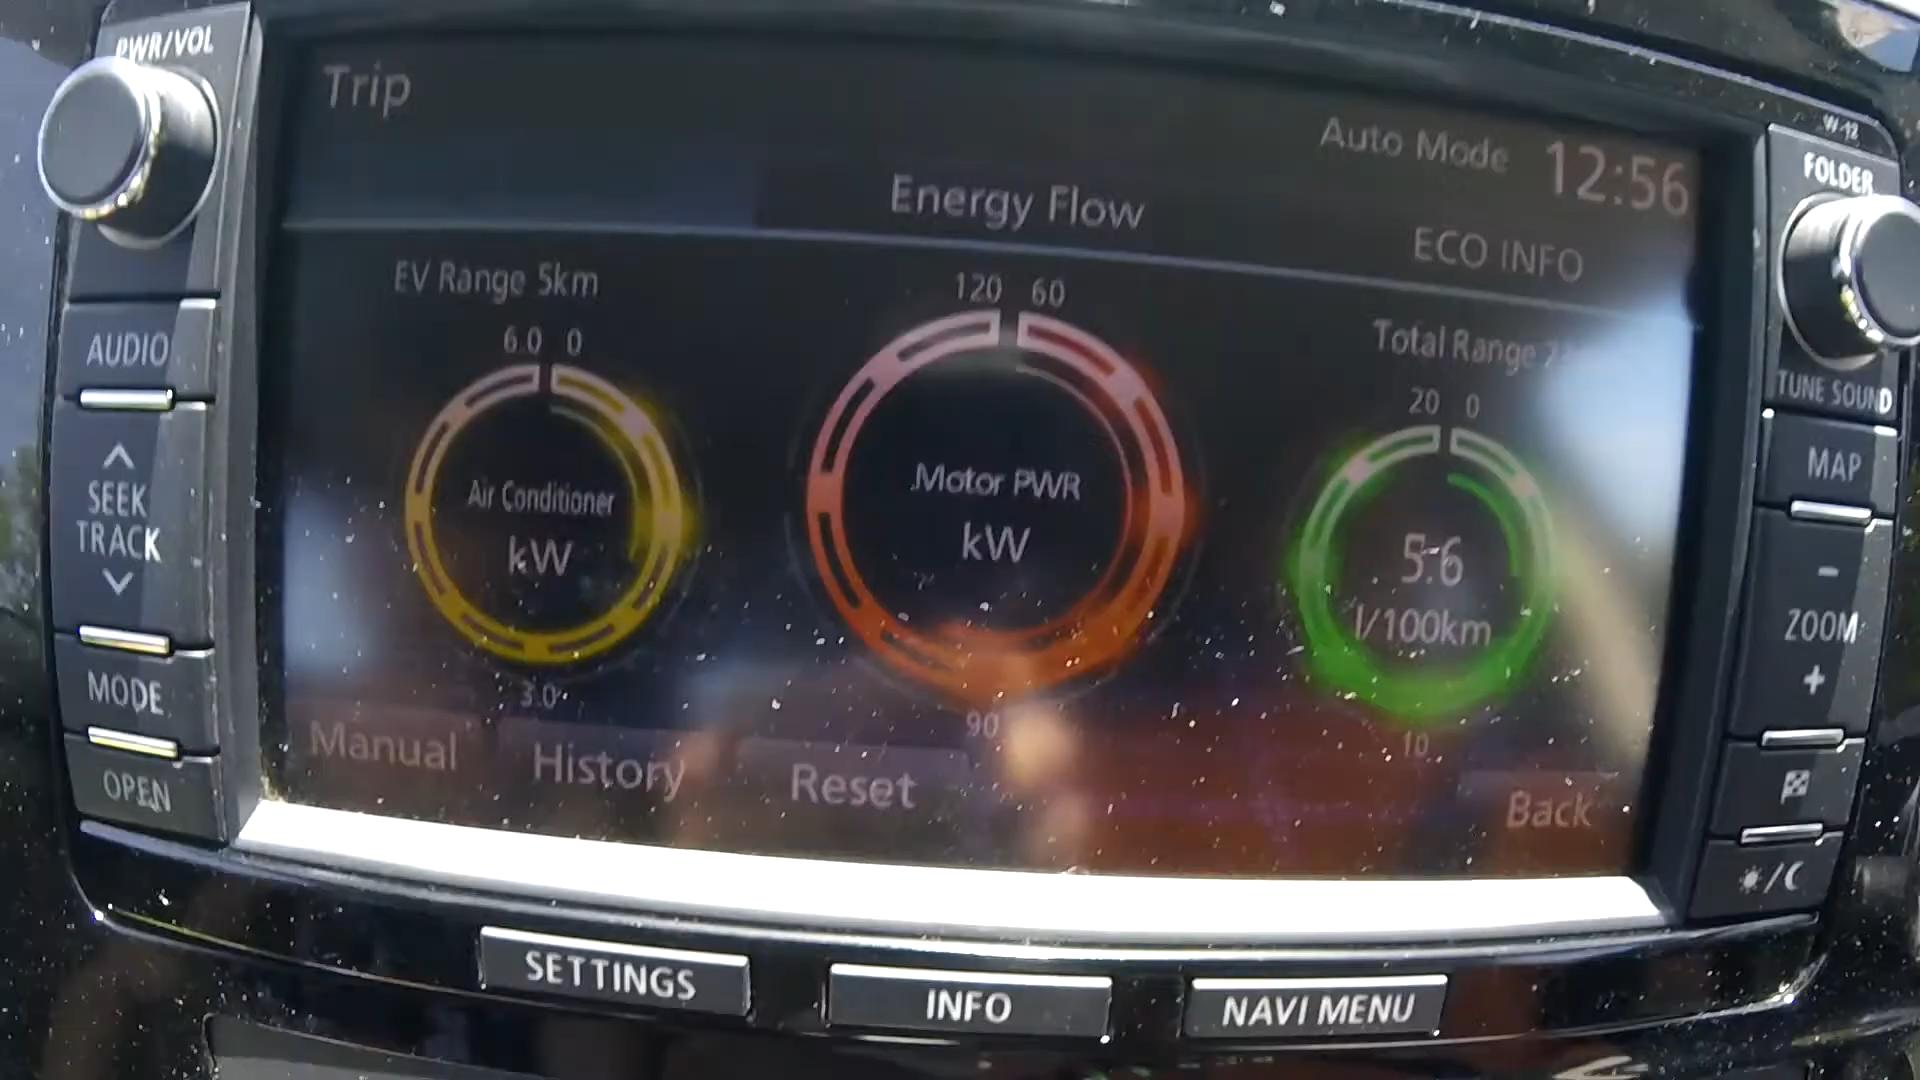 PWR/VOL
Trip
Auto Mode
12:56
W-12
FOLDER
Energy Flow
ECO INFO
EV Range 5km
120 60
Total Range
6.0 0
20 0
TUNE SOUND
AUDIO
MAP
SEEK
TRACK
Air Conditioner
kW
Motor PWR
kW
5.6
l/100km
-
ZOOM
+
MODE
3.0
90
10
Manual
History
Reset
Back
OPEN
SETTINGS
INFO
NAVI MENU